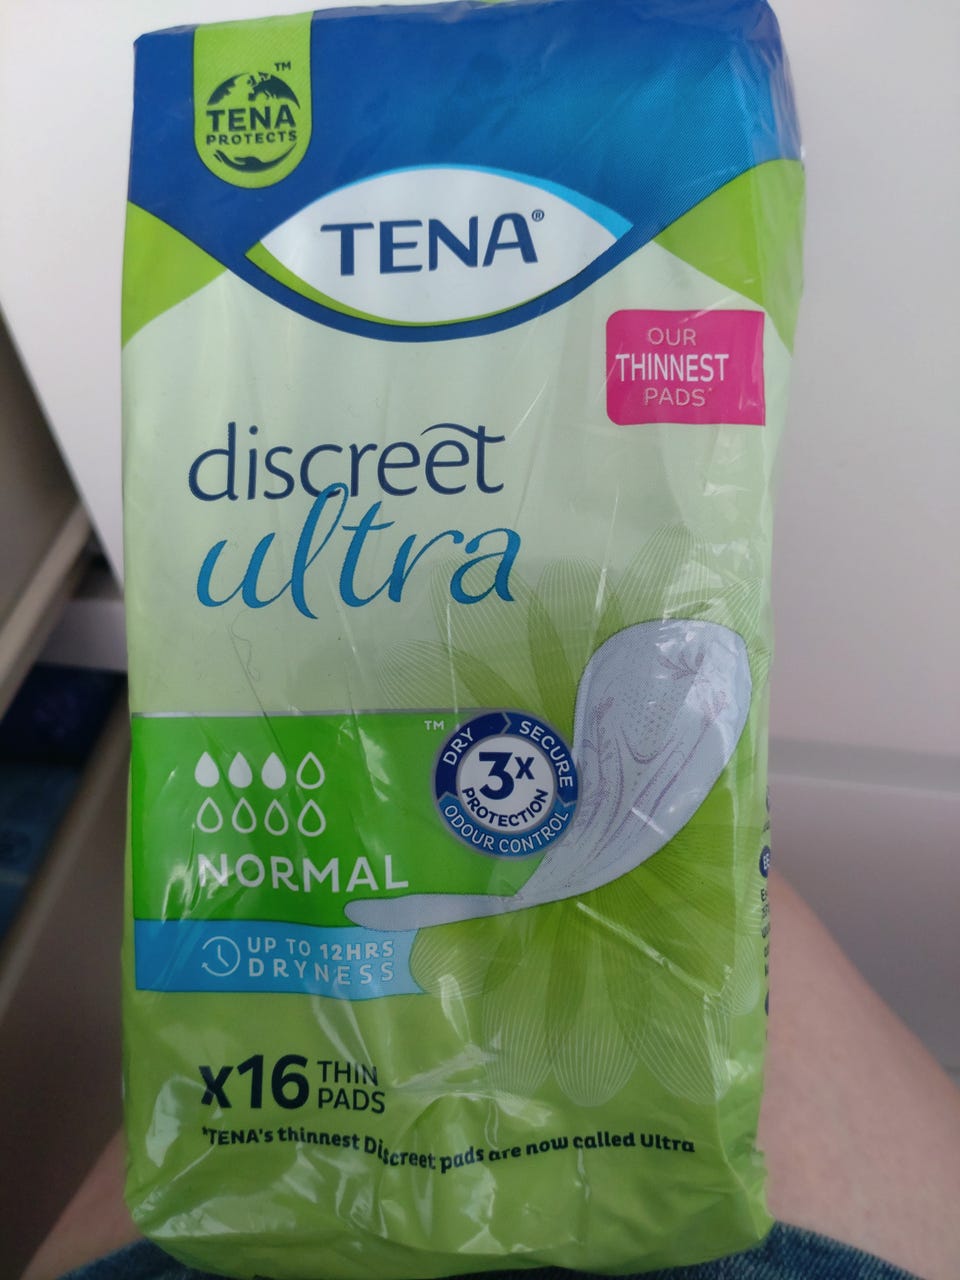 TENA
PROTECTS
™
TENA®
OUR
THINNEST
PADS*
discreet
ultra
™
DRY
SECURE
3x
PROTECTION
ODOUR CONTROL
NORMAL
UP TO 12HRS
DRYNESS
x16 THIN
PADS
*TENA's thinnest Discreet pads are now called Ultra